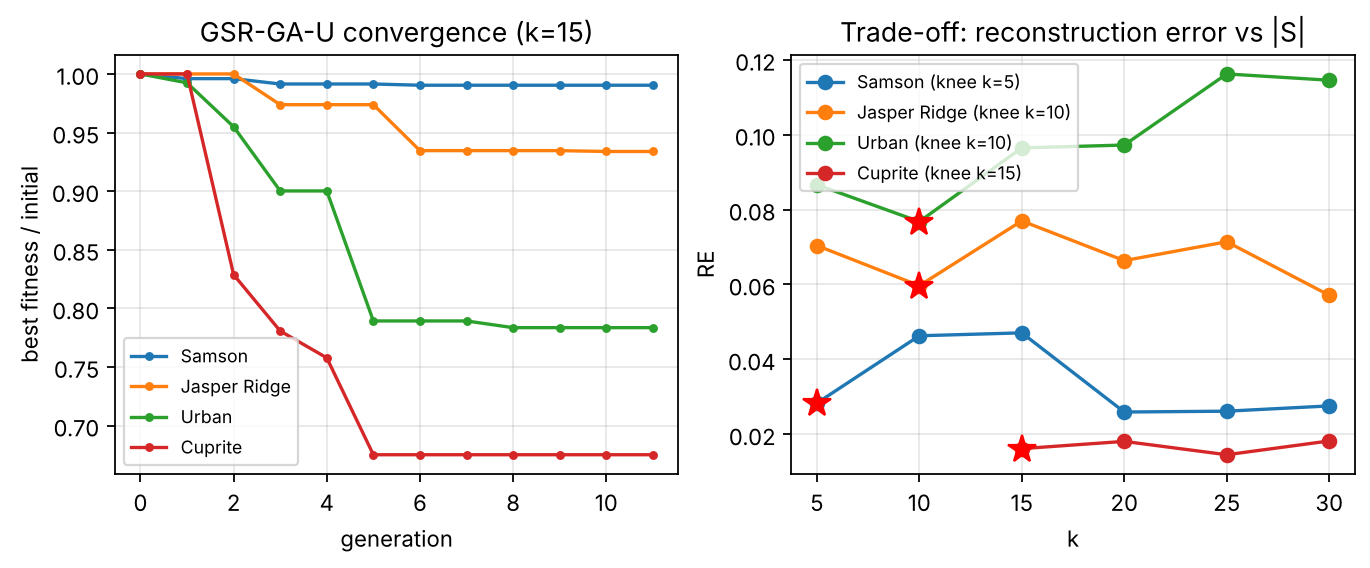 GSR-GA-U convergence (k=15)
best fitness / initial
1.00
0.95
0.90
0.85
0.80
0.75
0.70
Samson
Jasper Ridge
Urban
Cuprite
0 2 4 6 8 10
generation
Trade-off: reconstruction error vs |S|
RE
0.12
0.10
0.08
0.06
0.04
0.02
Samson (knee k=5)
Jasper Ridge (knee k=10)
Urban (knee k=10)
Cuprite (knee k=15)
5 10 15 20 25 30
k